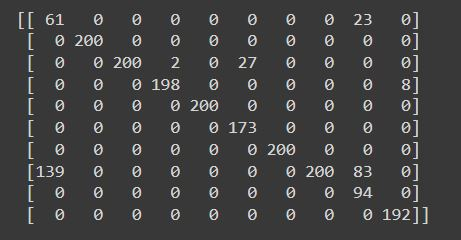 [[ 61 0 0 0 0 0 0 0 23 0]
[ 0 200 0 0 0 0 0 0 0 0]
[ 0 0 200 2 0 27 0 0 0 0]
[ 0 0 0 198 0 0 0 0 0 8]
[ 0 0 0 0 200 0 0 0 0 0]
[ 0 0 0 0 0 173 0 0 0 0]
[ 0 0 0 0 0 0 200 0 0 0]
[139 0 0 0 0 0 0 200 83 0]
[ 0 0 0 0 0 0 0 0 94 0]
[ 0 0 0 0 0 0 0 0 0 192]]